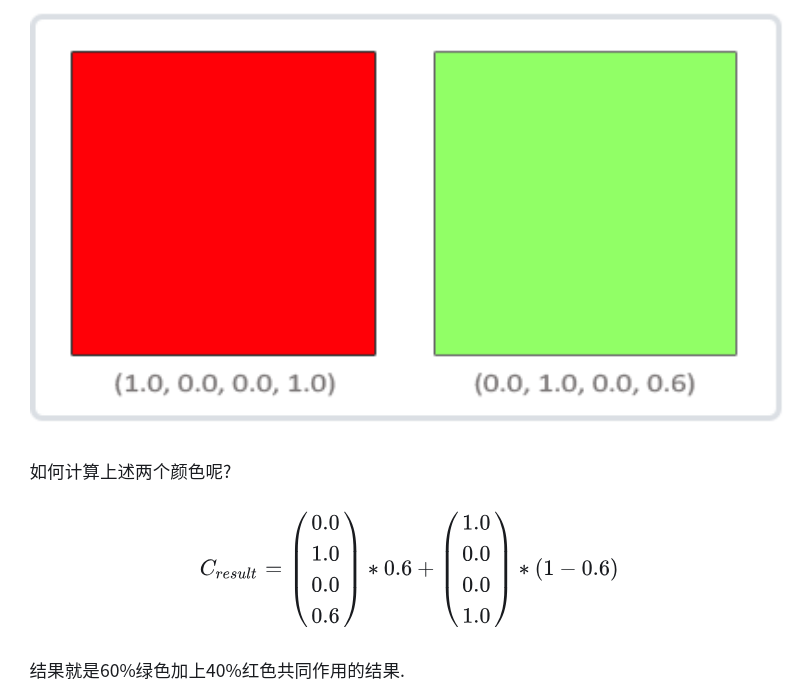 (1.0, 0.0, 0.0, 1.0) (0.0, 1.0, 0.0, 0.6)
如何计算上述两个颜色呢?
C_{result} = \begin{pmatrix} 0.0 \\ 1.0 \\ 0.0 \\ 0.6 \end{pmatrix} * 0.6 + \begin{pmatrix} 1.0 \\ 0.0 \\ 0.0 \\ 1.0 \end{pmatrix} * (1 − 0.6)
结果就是60%绿色加上40%红色共同作用的结果.